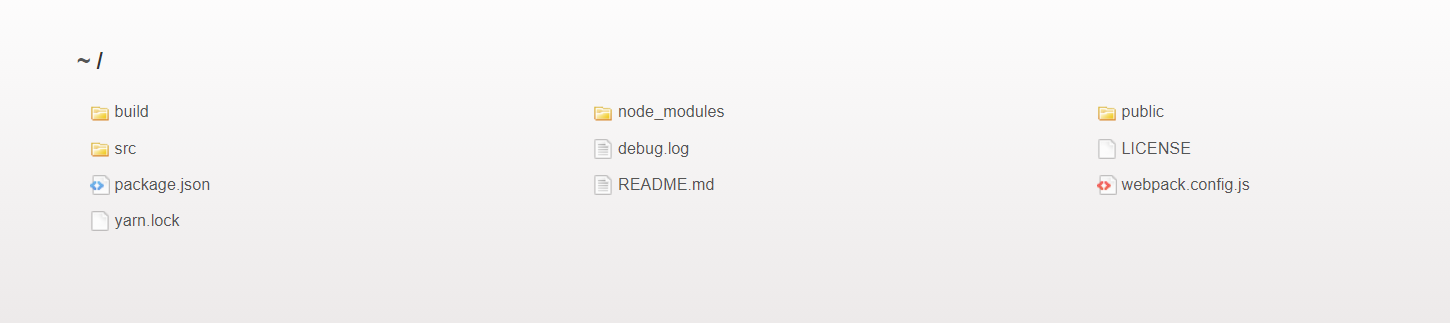 ~ /
build node_modules public
src debug.log LICENSE
package.json README.md webpack.config.js
yarn.lock